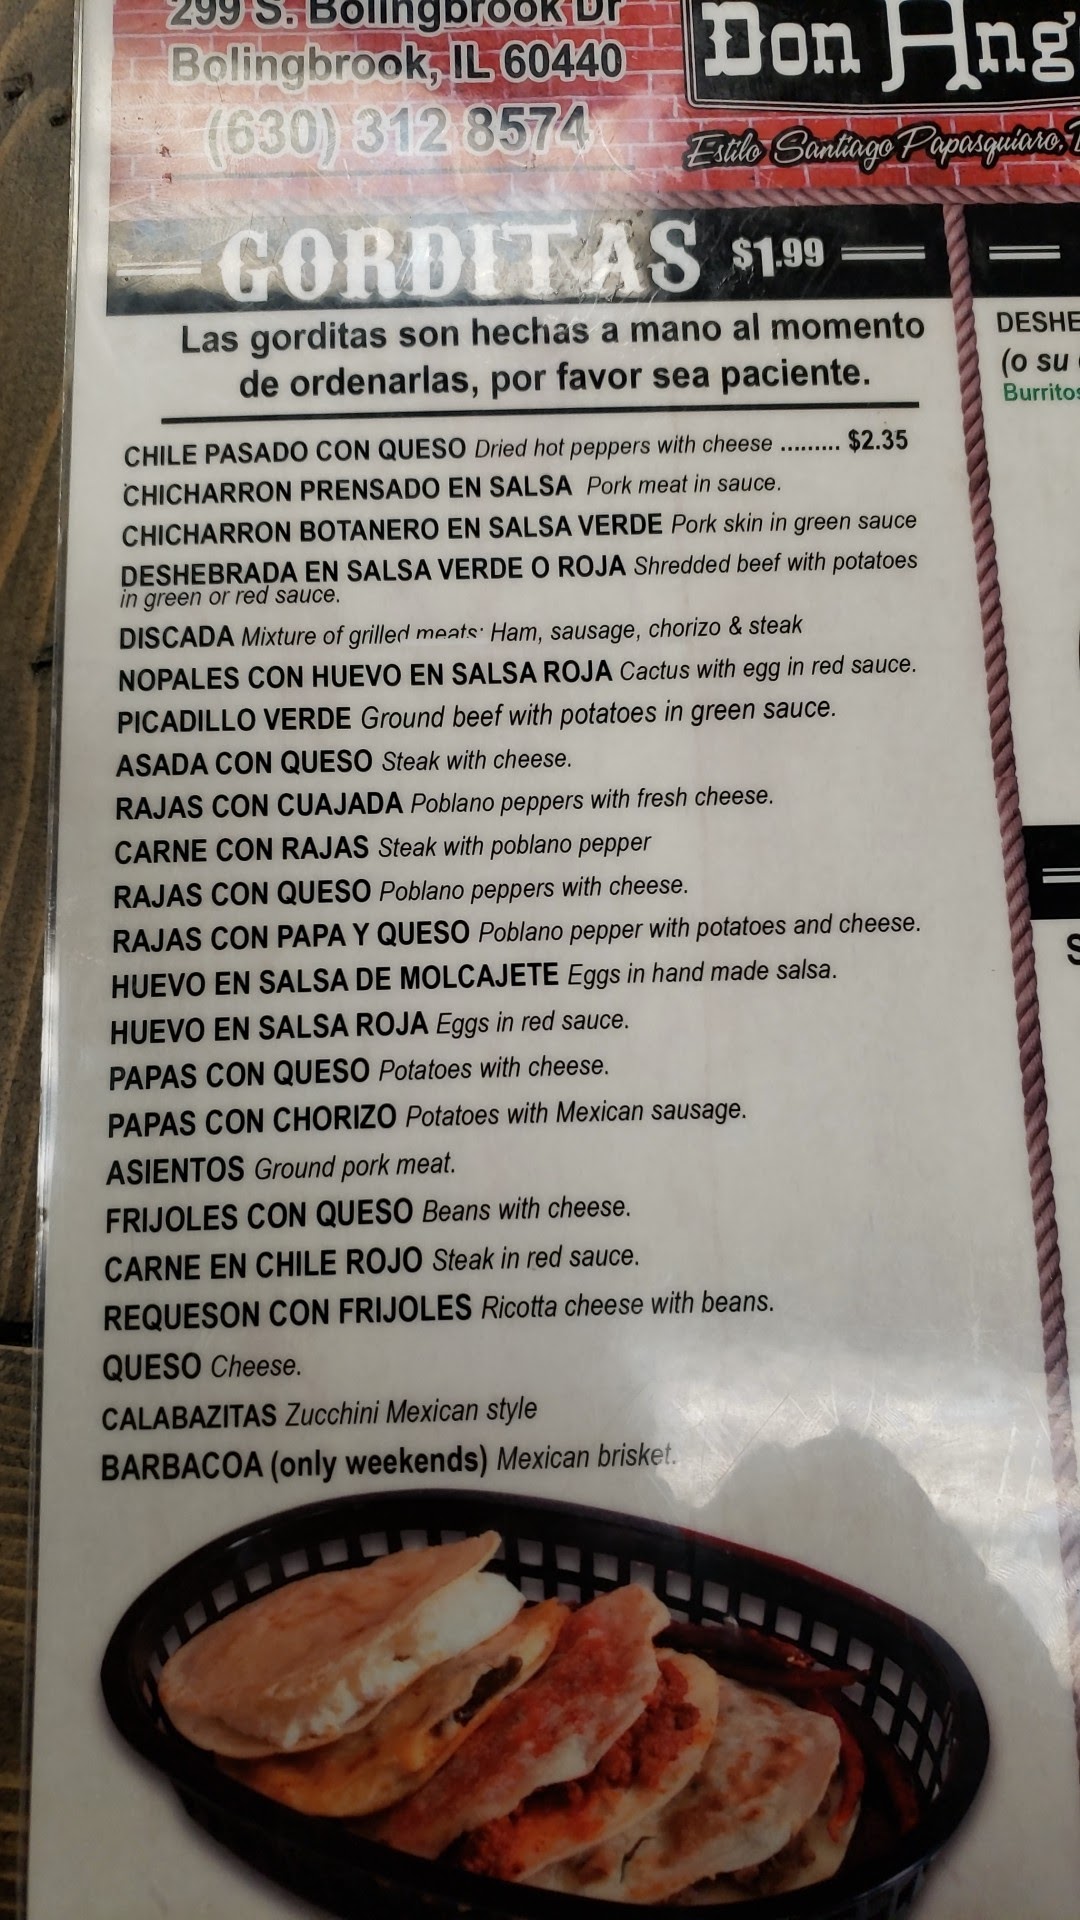 299 S. Bolingbrook Dr
Bolingbrook, IL 60440
(630) 312 8574
Don Ang
Estilo Santiago Papasquiaro,
GORDITAS $1.99
Las gorditas son hechas a mano al momento
de ordenarlas, por favor sea paciente.
CHILE PASADO CON QUESO Dried hot peppers with cheese ......... $2.35
CHICHARRON PRENSADO EN SALSA Pork meat in sauce.
CHICHARRON BOTANERO EN SALSA VERDE Pork skin in green sauce
DESHEBRADA EN SALSA VERDE O ROJA Shredded beef with potatoes
in green or red sauce.
DISCADA Mixture of grilled meats: Ham, sausage, chorizo & steak
NOPALES CON HUEVO EN SALSA ROJA Cactus with egg in red sauce.
PICADILLO VERDE Ground beef with potatoes in green sauce.
ASADA CON QUESO Steak with cheese.
RAJAS CON CUAJADA Poblano peppers with fresh cheese.
CARNE CON RAJAS Steak with poblano pepper
RAJAS CON QUESO Poblano peppers with cheese.
RAJAS CON PAPA Y QUESO Poblano pepper with potatoes and cheese.
HUEVO EN SALSA DE MOLCAJETE Eggs in hand made salsa.
HUEVO EN SALSA ROJA Eggs in red sauce.
PAPAS CON QUESO Potatoes with cheese.
PAPAS CON CHORIZO Potatoes with Mexican sausage.
ASIENTOS Ground pork meat.
FRIJOLES CON QUESO Beans with cheese.
CARNE EN CHILE ROJO Steak in red sauce.
REQUESON CON FRIJOLES Ricotta cheese with beans.
QUESO Cheese.
CALABAZITAS Zucchini Mexican style
BARBACOA (only weekends) Mexican brisket.
DESHE
(o su
Burritos
S